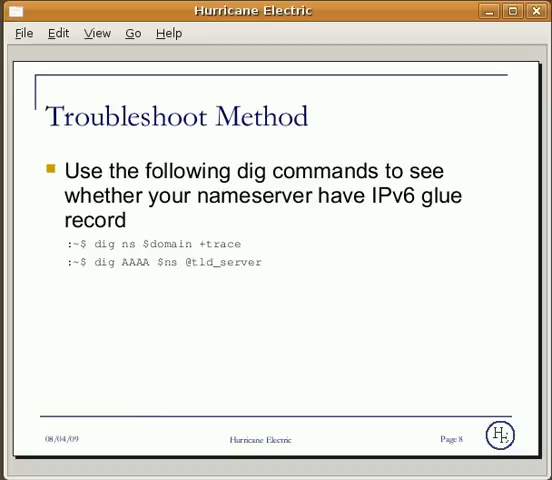 Hurricane Electric
File Edit View Go Help
Troubleshoot Method
Use the following dig commands to see
whether your nameserver have IPv6 glue
record
:~$ dig ns $domain +trace
:~$ dig AAAA $ns @tld_server
08/04/09 Hurricane Electric Page 8
HE